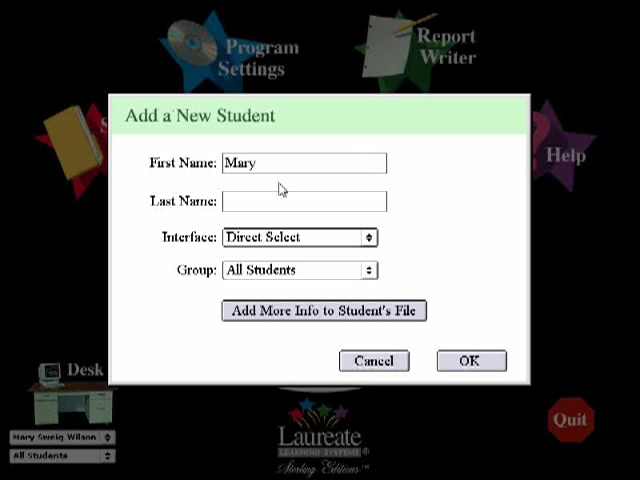 Program
Settings
Report
Writer
Add a New Student
First Name: Mary
Last Name:
Help
Interface: Direct Select
Group: All Students
Add More Info to Student's File
Cancel
OK
Desk
Mary Sweig Wilson
All Students
Laureate
LEARNING SYSTEMS®
Sterling Editions™
Quit